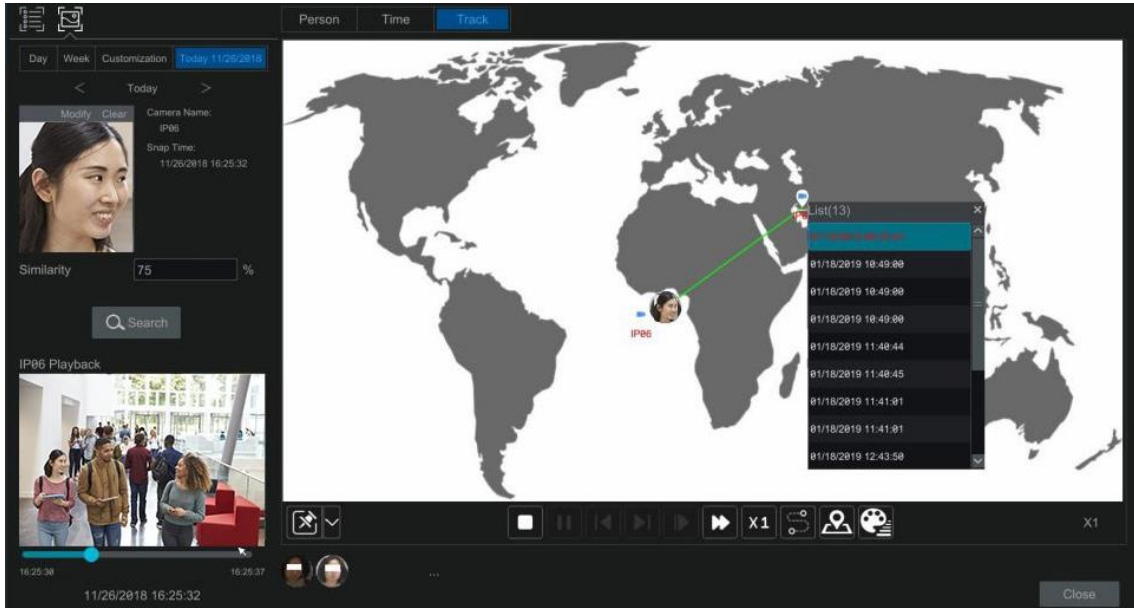 Person Time Track
Day Week Customization Today 11/26/2018
< Today >
Modify Clear
Camera Name:
IP06
Snap Time:
11/26/2018 16:25:32
Similarity 75 %
Search
IP06 Playback
16:25:30 16:25:37
11/26/2018 16:25:32
IP06
List(13)
01/18/2019 10:49:00
01/18/2019 10:49:00
01/18/2019 10:49:00
01/18/2019 11:40:44
01/18/2019 11:40:45
01/18/2019 11:41:01
01/18/2019 11:41:01
01/18/2019 12:43:50
X1
X1
...
Close